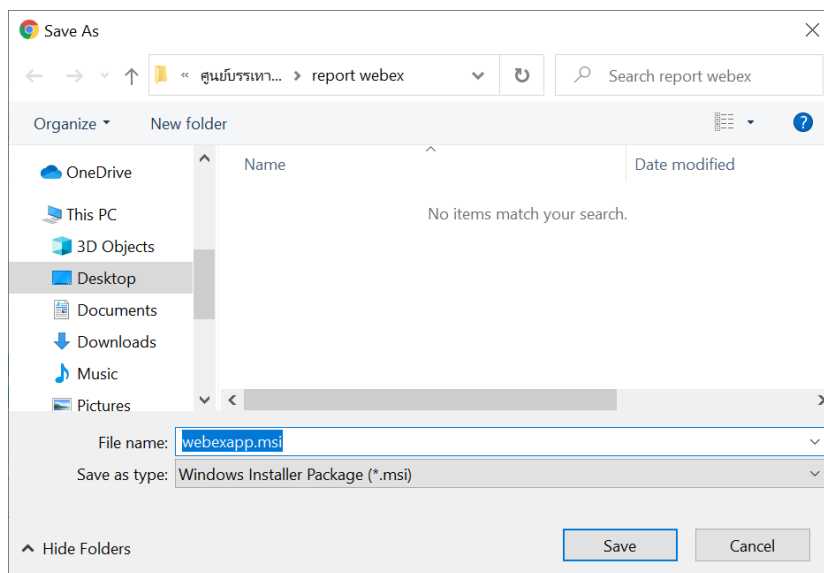 Save As
« ศูนย์บรรเทา... > report webex
Search report webex
Organize
New folder
?
Name
Date modified
OneDrive
No items match your search.
This PC
3D Objects
Desktop
Documents
Downloads
Music
Pictures
File name: webexapp.msi
Save as type: Windows Installer Package (*.msi)
Hide Folders
Save
Cancel